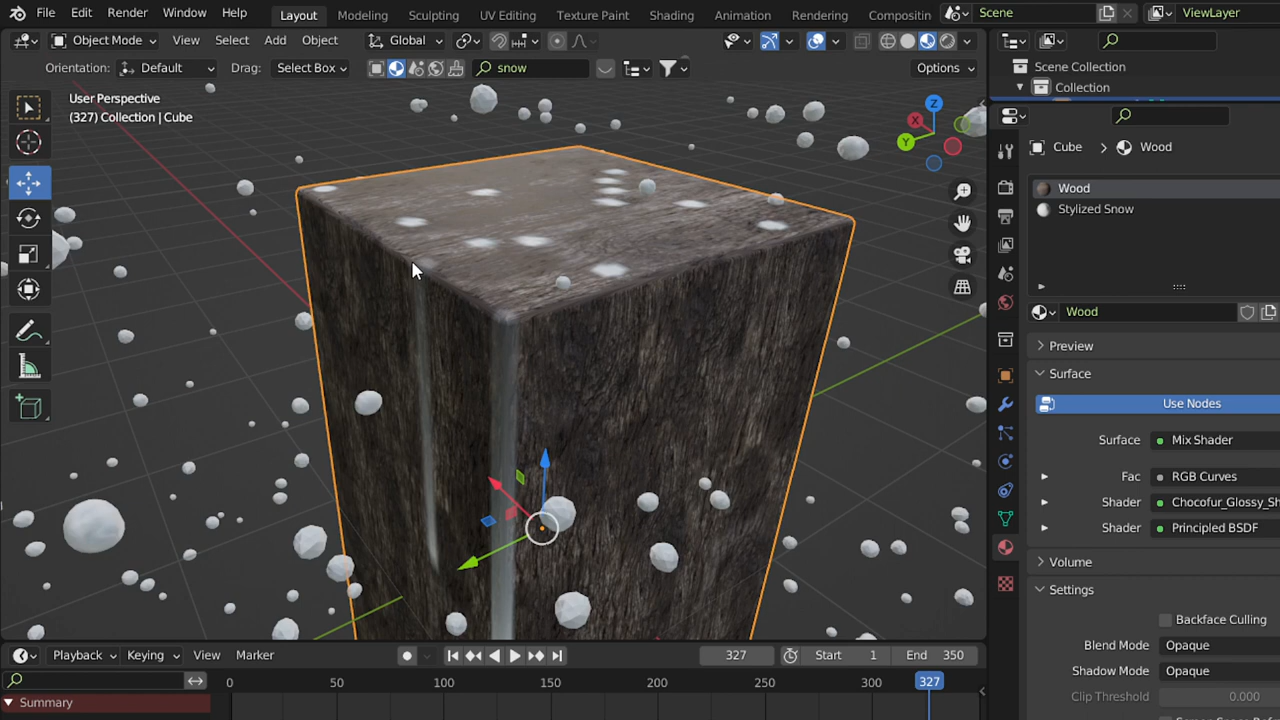 File Edit Render Window Help Layout Modeling Sculpting UV Editing Texture Paint Shading Animation Rendering Compositin Scene ViewLayer
Object Mode View Select Add Object Global
Orientation: Default Drag: Select Box snow Options
Scene Collection
Collection
User Perspective
(327) Collection | Cube
Z
X
Y
Cube > Wood
Wood
Stylized Snow
Wood
Preview
Surface
Use Nodes
Surface Mix Shader
Fac RGB Curves
Shader Chocofur_Glossy_Sh
Shader Principled BSDF
Volume
Settings
Backface Culling
Blend Mode Opaque
Shadow Mode Opaque
Clip Threshold 0.000
Playback Keying View Marker 327 Start 1 End 350
0 50 100 150 200 250 300 327
Summary